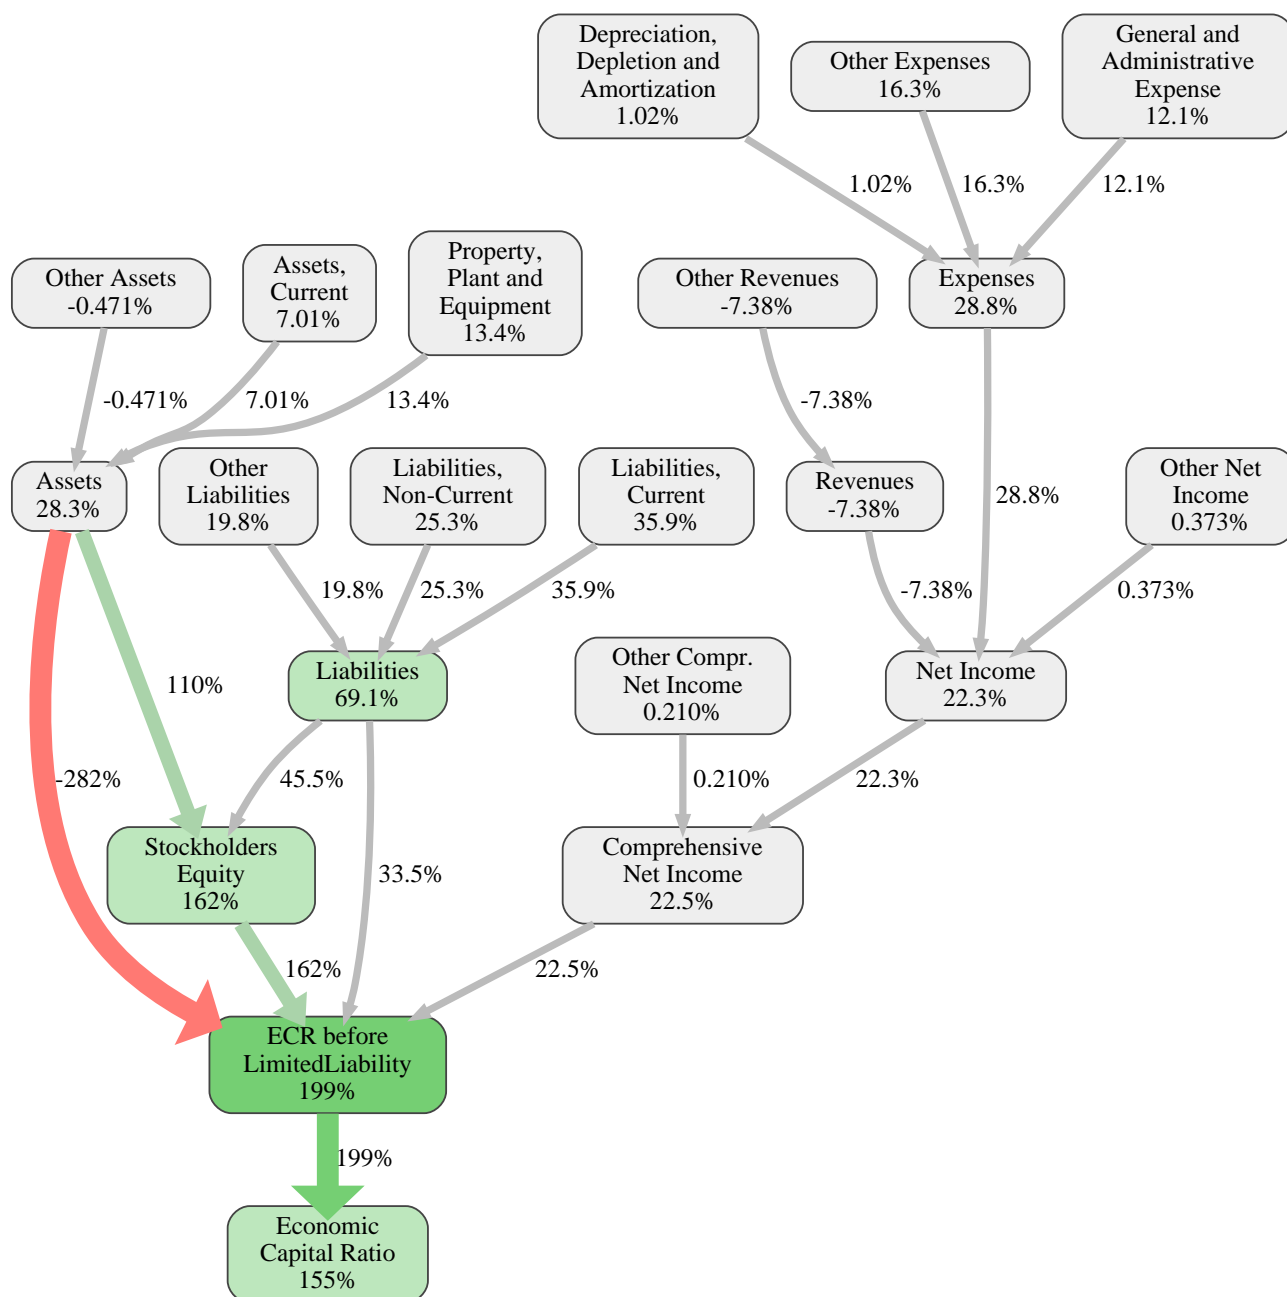 Depreciation,
Depletion and
Amortization
1.02%
Other Expenses
16.3%
General and
Administrative
Expense
12.1%
1.02%
16.3%
12.1%
Other Assets
-0.471%
Assets,
Current
7.01%
Property,
Plant and
Equipment
13.4%
Other Revenues
-7.38%
Expenses
28.8%
-0.471%
7.01%
13.4%
-7.38%
Assets
28.3%
Other
Liabilities
19.8%
Liabilities,
Non-Current
25.3%
Liabilities,
Current
35.9%
Revenues
-7.38%
28.8%
Other Net
Income
0.373%
19.8%
25.3%
35.9%
-7.38%
0.373%
110%
Liabilities
69.1%
Other Compr.
Net Income
0.210%
Net Income
22.3%
-282%
45.5%
0.210%
22.3%
Stockholders
Equity
162%
33.5%
Comprehensive
Net Income
22.5%
162%
22.5%
ECR before
LimitedLiability
199%
199%
Economic
Capital Ratio
155%